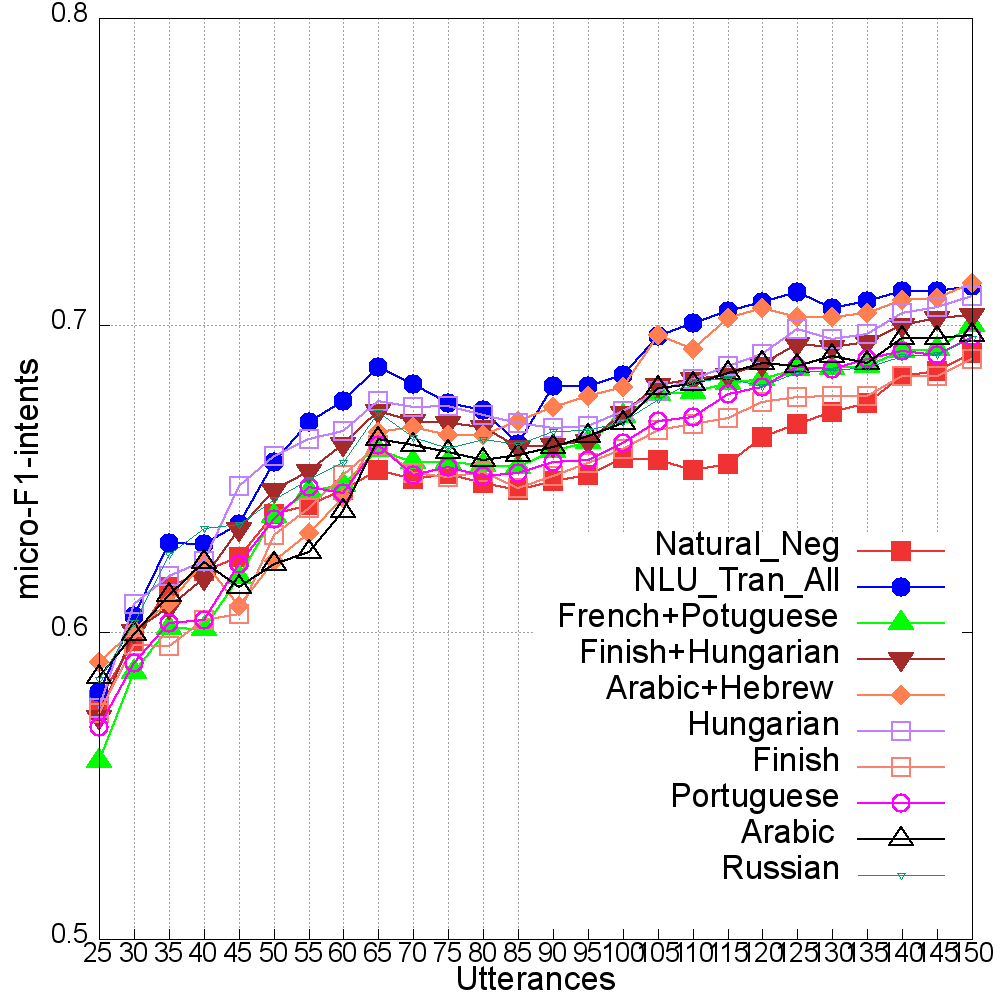 0.8
0.7
0.6
0.5
micro-F1-intents
Natural_Neg
NLU_Tran_All
French+Potuguese
Finish+Hungarian
Arabic+Hebrew
Hungarian
Finish
Portuguese
Arabic
Russian
25 30 35 40 45 50 55 60 65 70 75 80 85 90 95 100 105 110 115 120 125 130 135 140 145 150
Utterances